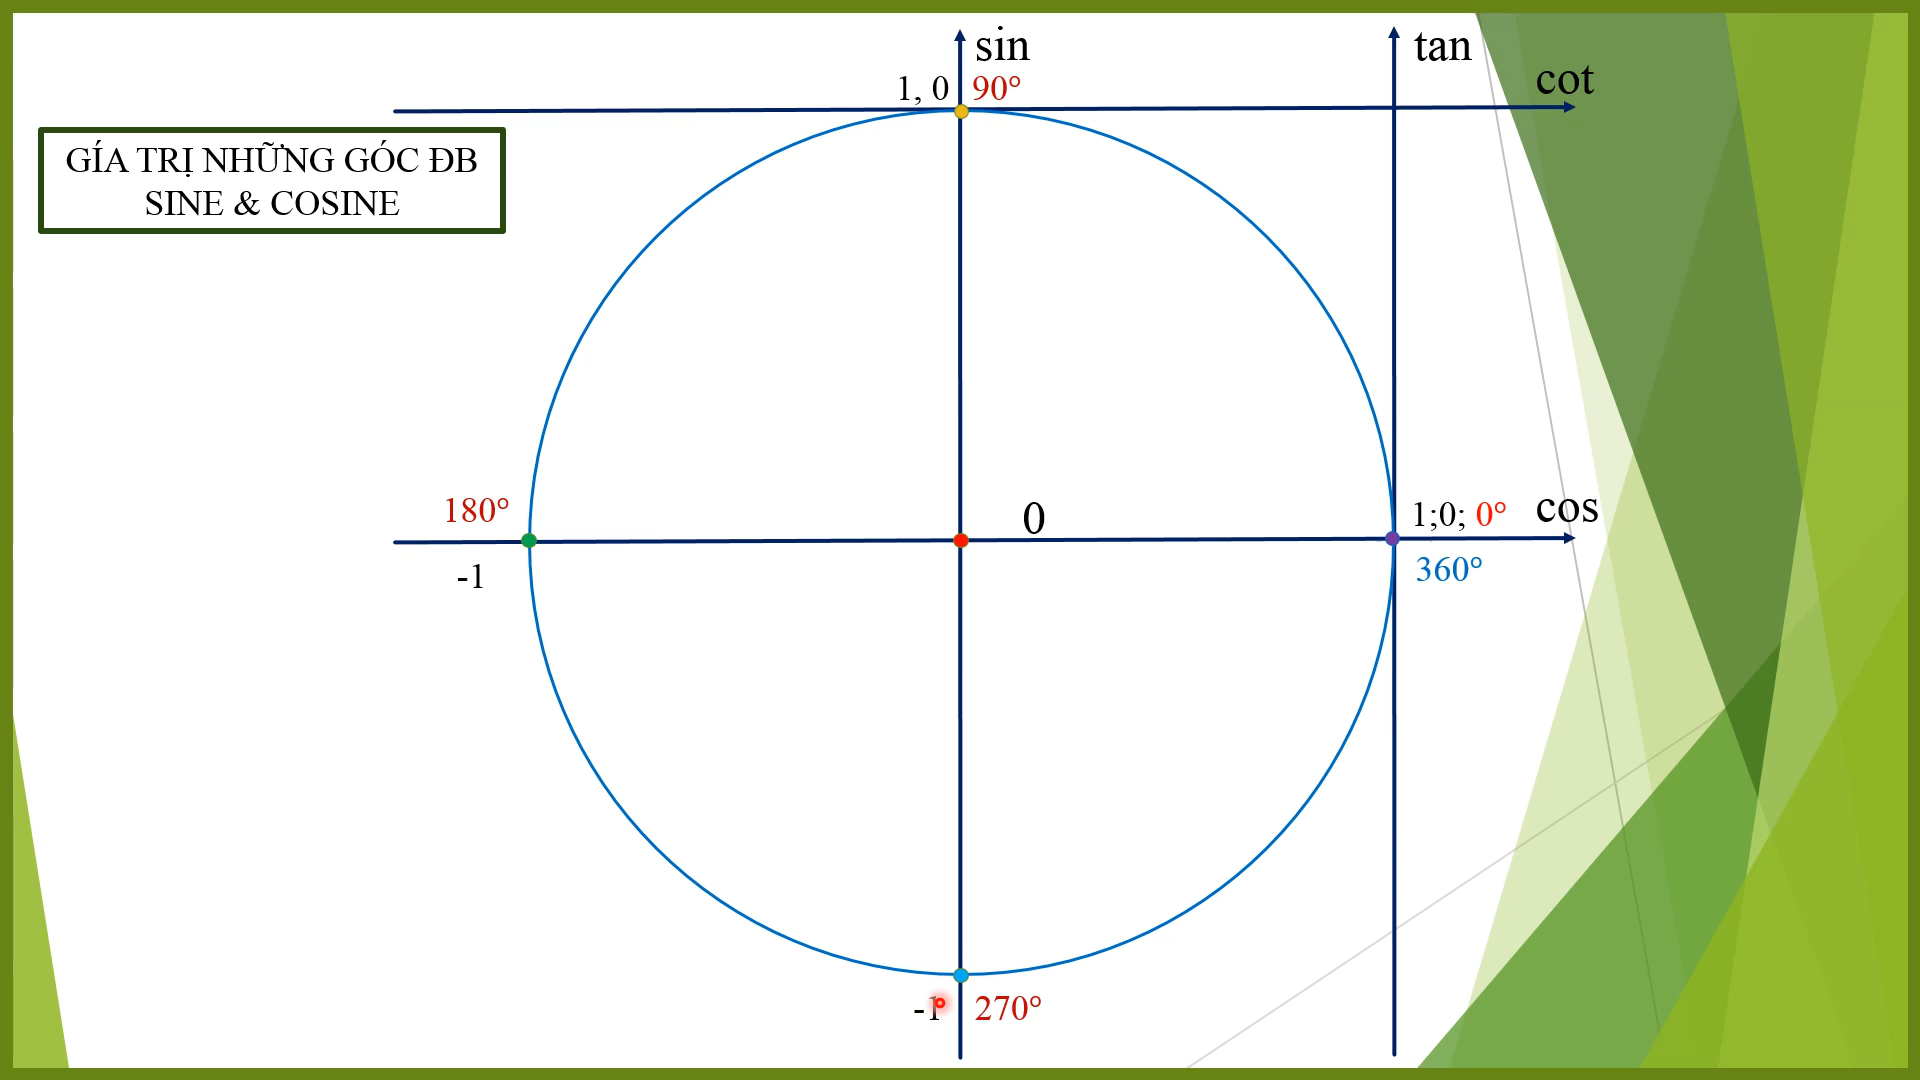 sin
tan
1, 0 90°
cot
GÍA TRỊ NHỮNG GÓC ĐB
SINE & COSINE
180°
0
1;0; 0°
cos
-1
360°
-1
270°